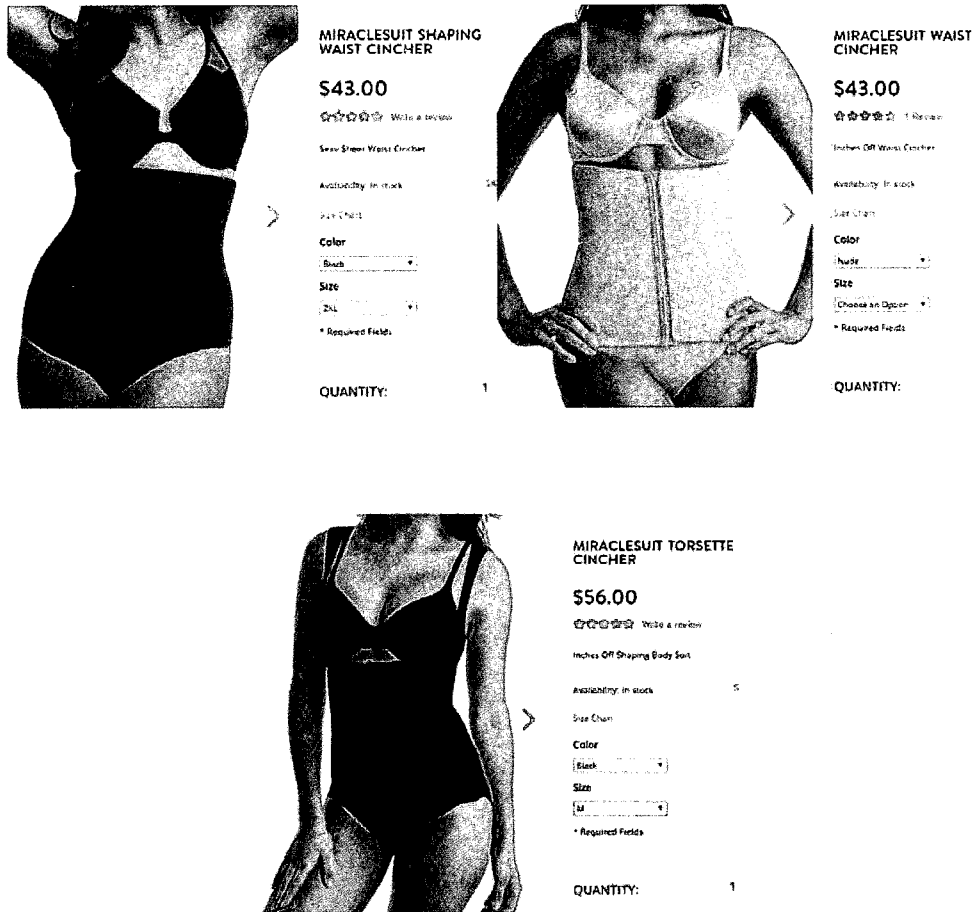 MIRACLESUIT SHAPING
WAIST CINCHER
$43.00
Write a review
Sexy Sheer Waist Cincher
Availability: In stock
Size Chart
Color
Black
Size
2XL
* Required Fields
QUANTITY:
1
MIRACLESUIT WAIST
CINCHER
$43.00
1 Review
Inches Off Waist Cincher
Availability: In stock
Size Chart
Color
Nude
Size
Choose an Option
* Required Fields
QUANTITY:
MIRACLESUIT TORSETTE
CINCHER
$56.00
Write a review
Inches Off Shaping Body Suit
Availability: In stock
Size Chart
Color
Black
Size
M
* Required Fields
QUANTITY:
1